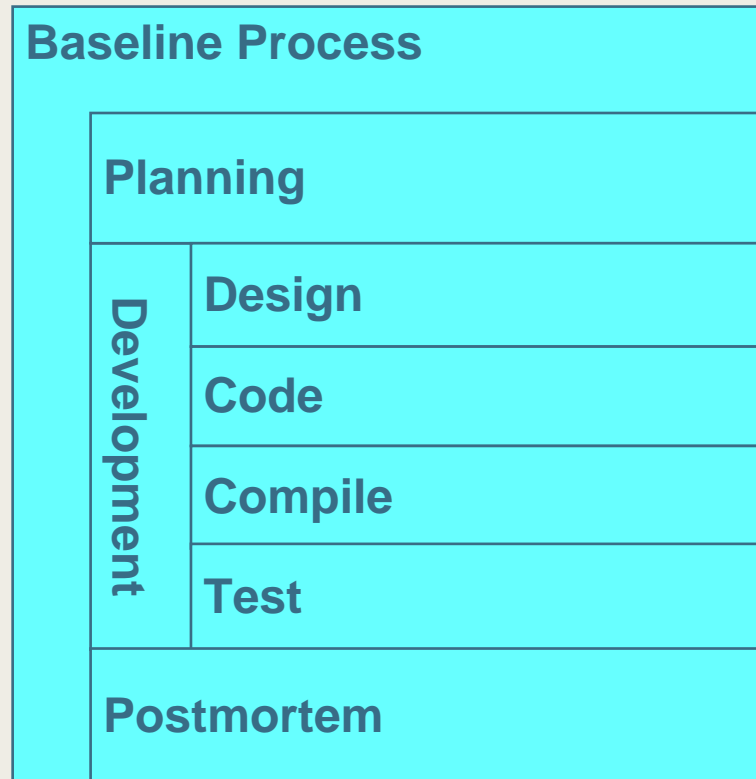 Baseline Process
Planning
Development
Design
Code
Compile
Test
Postmortem